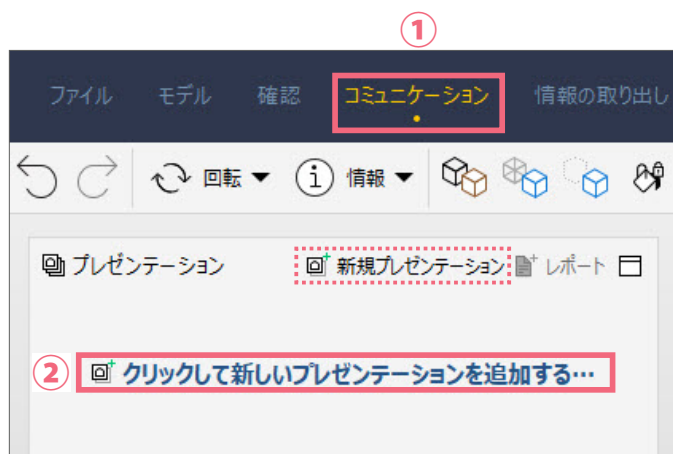 ①
ファイル モデル 確認 コミュニケーション 情報の取り出し
回転 情報
プレゼンテーション 新規プレゼンテーション レポート
② クリックして新しいプレゼンテーションを追加する…